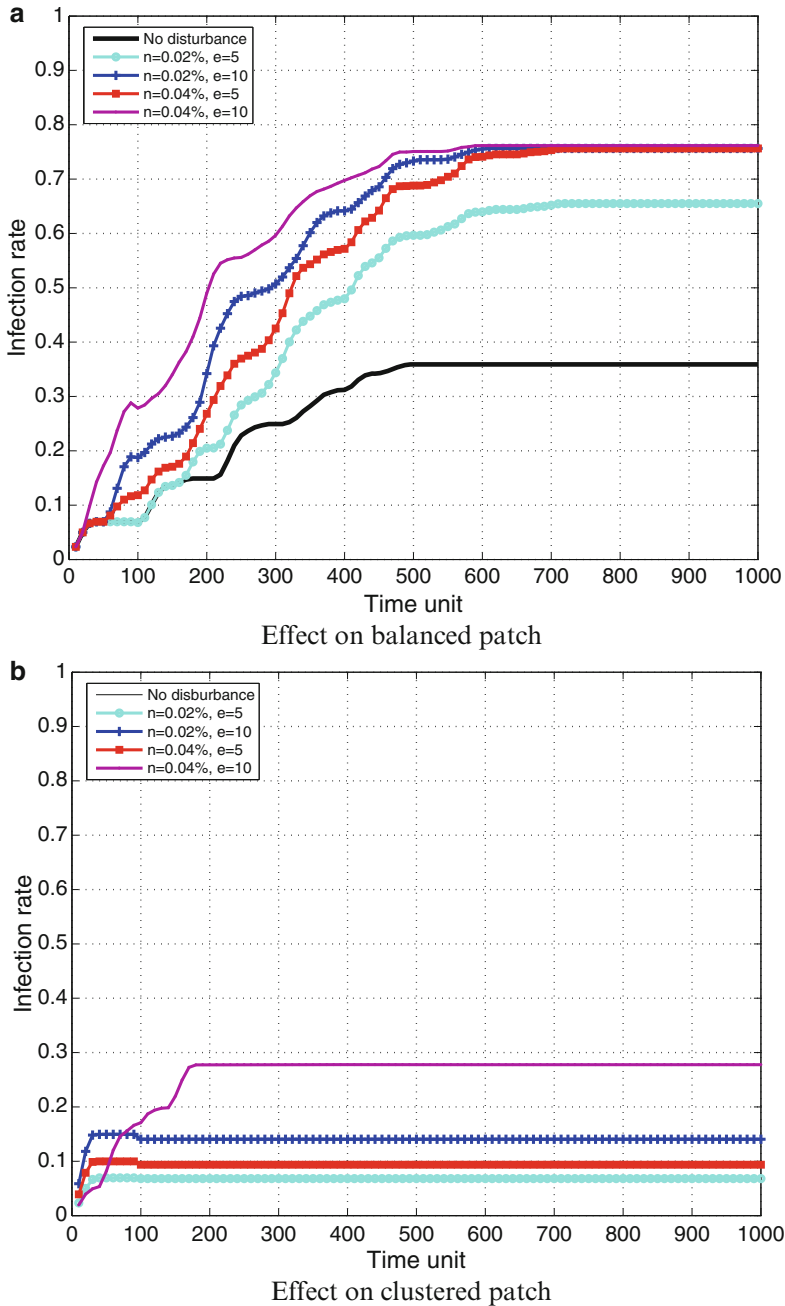 a
No disturbance
n=0.02%, e=5
n=0.02%, e=10
n=0.04%, e=5
n=0.04%, e=10
1
0.9
0.8
0.7
0.6
0.5
0.4
0.3
0.2
0.1
0
Infection rate
0 100 200 300 400 500 600 700 800 900 1000
Time unit
Effect on balanced patch
b
No disburbance
n=0.02%, e=5
n=0.02%, e=10
n=0.04%, e=5
n=0.04%, e=10
1
0.9
0.8
0.7
0.6
0.5
0.4
0.3
0.2
0.1
0
Infection rate
0 100 200 300 400 500 600 700 800 900 1000
Time unit
Effect on clustered patch